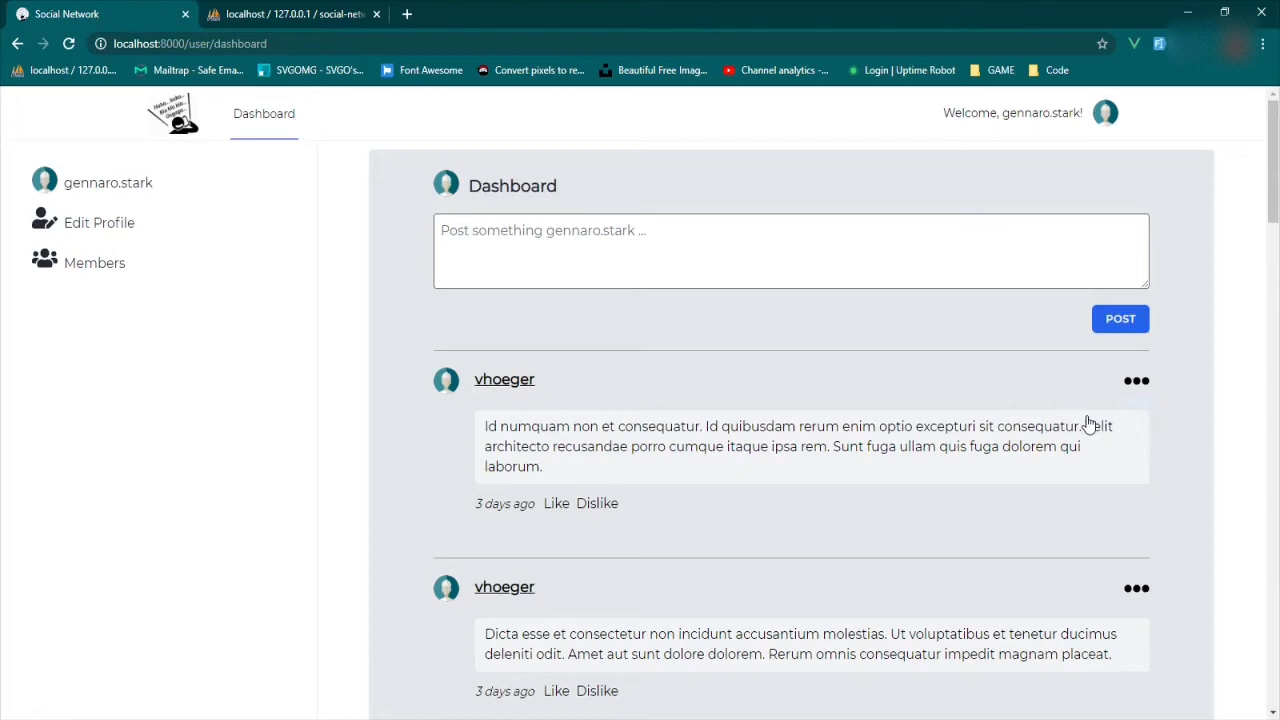 Social Network
localhost / 127.0.0.1 / social-netw
localhost:8000/user/dashboard
localhost / 127.0.0....
Mailtrap - Safe Ema...
SVGOMG - SVGO's...
Font Awesome
Convert pixels to re...
Beautiful Free Imag...
Channel analytics -...
Login | Uptime Robot
GAME
Code
Dashboard
Welcome, gennaro.stark!
gennaro.stark
Edit Profile
Members
Dashboard
Post something gennaro.stark ...
POST
vhoeger
Id numquam non et consequatur. Id quibusdam rerum enim optio excepturi sit consequatur.
architecto recusandae porro cumque itaque ipsa rem. Sunt fuga ullam quis fuga dolorem qui
laborum.
3 days ago Like Dislike
vhoeger
Dicta esse et consectetur non incidunt accusantium molestias. Ut voluptatibus et tenetur ducimus
deleniti odit. Amet aut sunt dolore dolorem. Rerum omnis consequatur impedit magnam placeat.
3 days ago Like Dislike